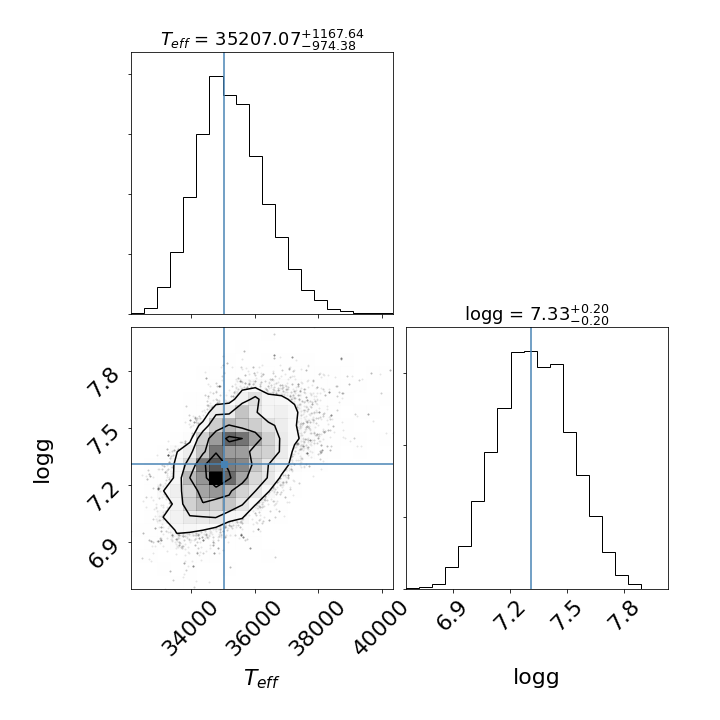 T_eff = 35207.07^{+1167.64}_{-974.38}
logg = 7.33^{+0.20}_{-0.20}
7.8
7.5
7.2
6.9
logg
34000
36000
38000
40000
T_eff
6.9
7.2
7.5
7.8
logg